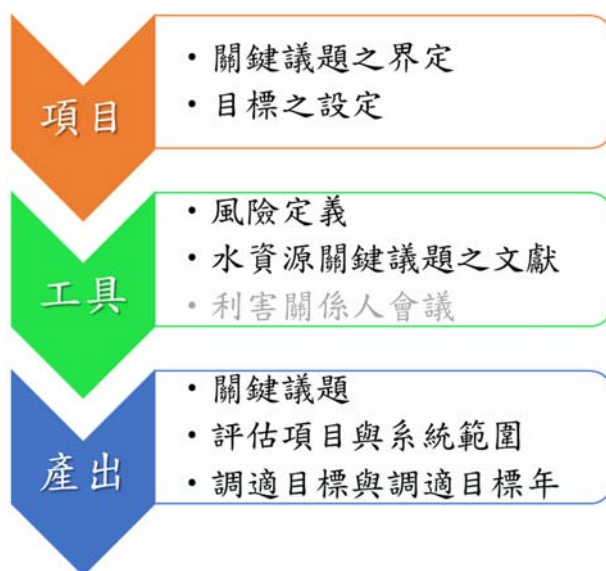 項目
• 關鍵議題之界定
• 目標之設定
工具
• 風險定義
• 水資源關鍵議題之文獻
• 利害關係人會議
產出
• 關鍵議題
• 評估項目與系統範圍
• 調適目標與調適目標年